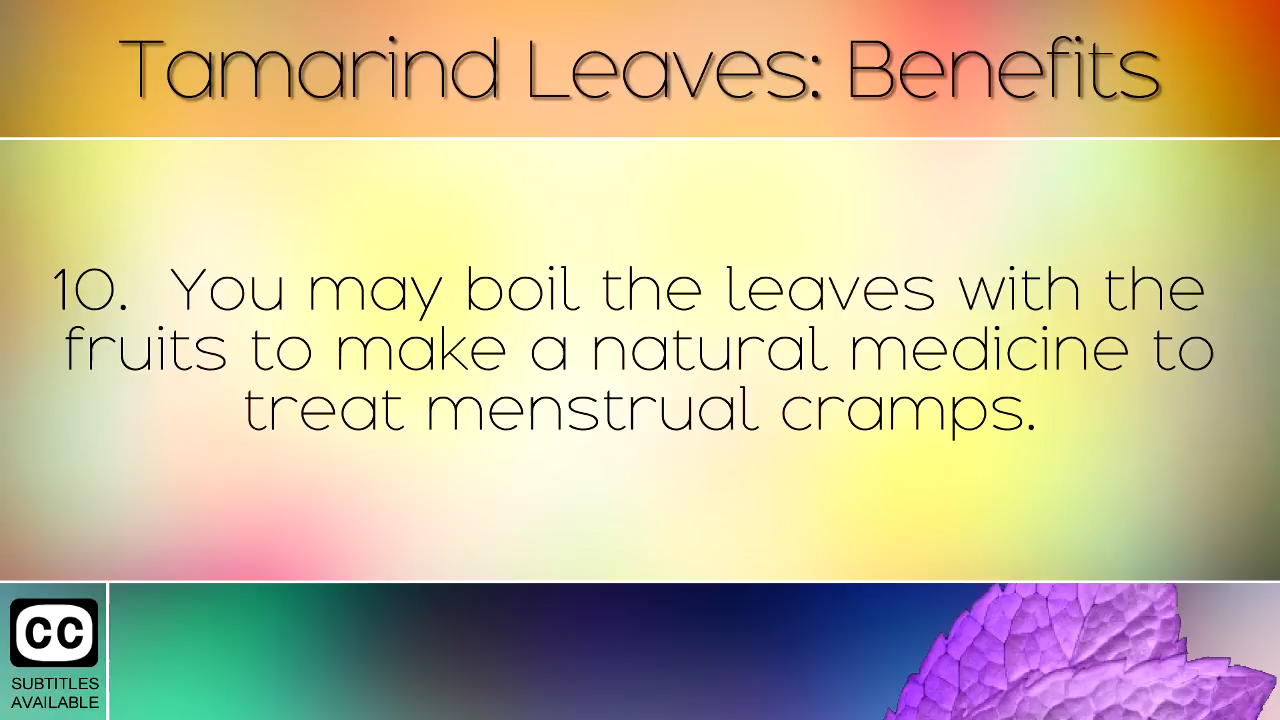 Tamarind Leaves: Benefits
10. You may boil the leaves with the
fruits to make a natural medicine to
treat menstrual cramps.
CC
SUBTITLES
AVAILABLE